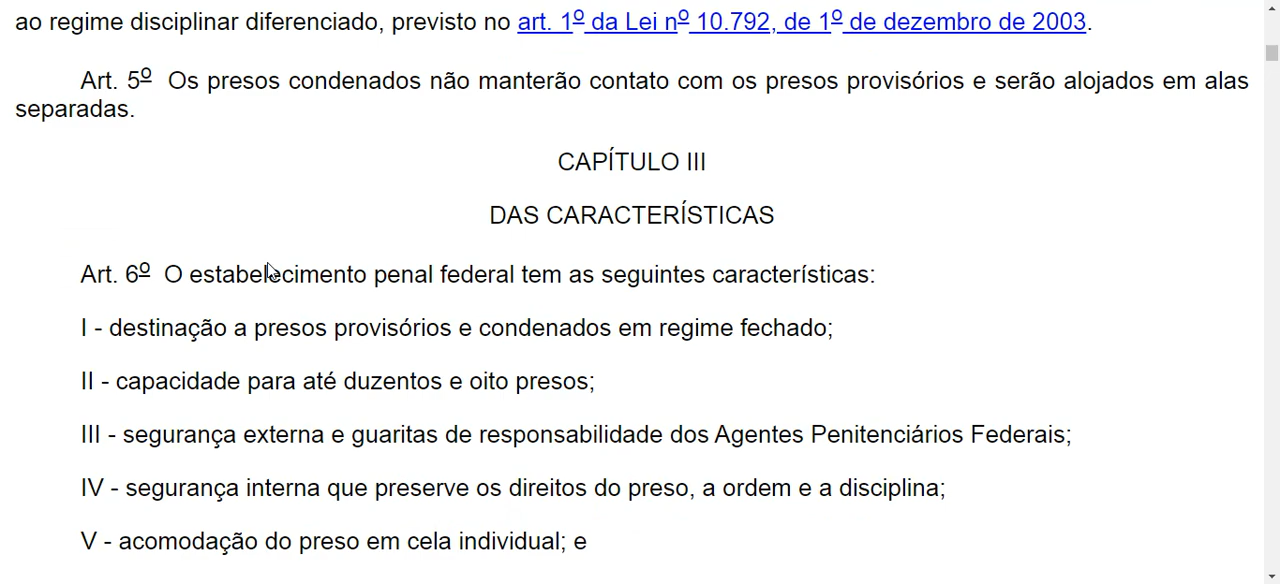 ao regime disciplinar diferenciado, previsto no art. 1º da Lei nº 10.792, de 1º de dezembro de 2003.
Art. 5º Os presos condenados não manterão contato com os presos provisórios e serão alojados em alas
separadas.
CAPÍTULO III
DAS CARACTERÍSTICAS
Art. 6º O estabelecimento penal federal tem as seguintes características:
I - destinação a presos provisórios e condenados em regime fechado;
II - capacidade para até duzentos e oito presos;
III - segurança externa e guaritas de responsabilidade dos Agentes Penitenciários Federais;
IV - segurança interna que preserve os direitos do preso, a ordem e a disciplina;
V - acomodação do preso em cela individual; e